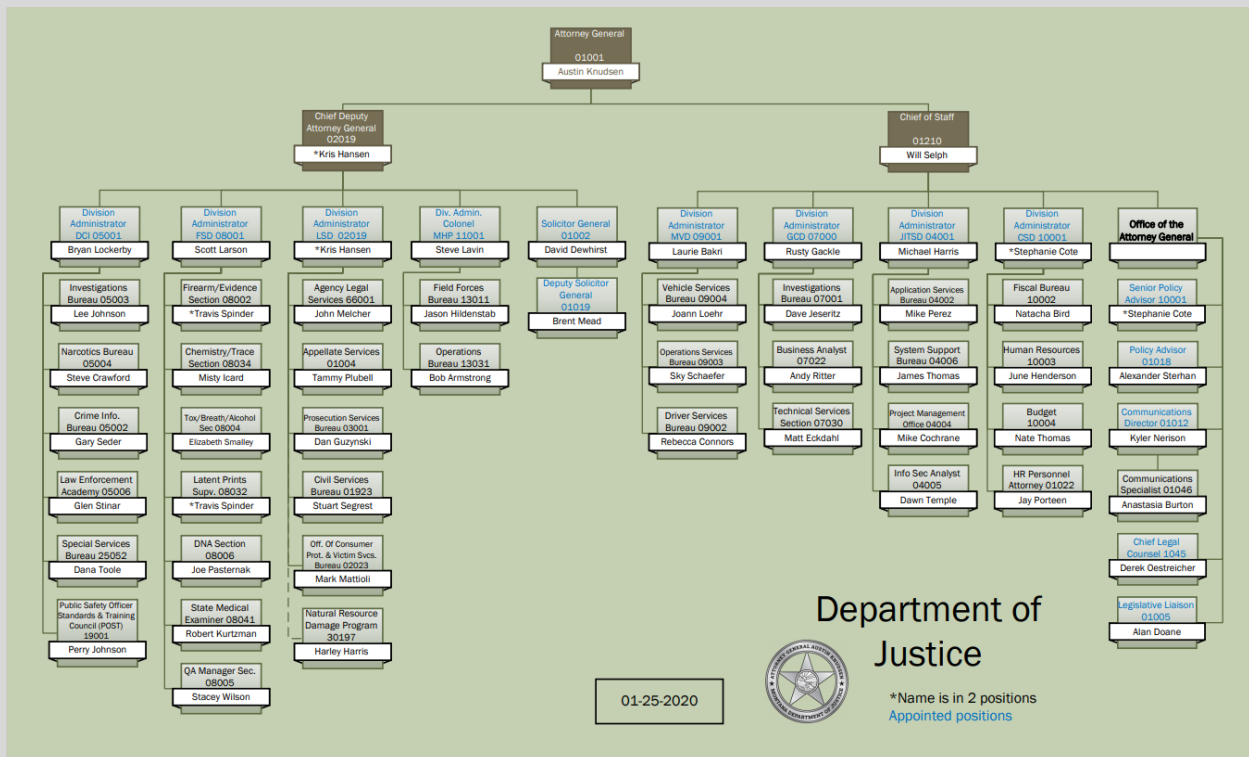 Attorney General
01001
Austin Knudsen
Chief Deputy
Attorney General
02019
*Kris Hansen
Chief of Staff
01210
Will Selph
Division
Administrator
DCI 05001
Bryan Lockerby
Division
Administrator
FSD 08001
Scott Larson
Division
Administrator
LSD 02019
*Kris Hansen
Div. Admin.
Colonel
MHP 11001
Steve Lavin
Solicitor General
01002
David Dewhirst
Division
Administrator
MVD 09001
Laurie Bakri
Division
Administrator
GCD 07000
Rusty Gackle
Division
Administrator
JITSD 04001
Michael Harris
Division
Administrator
CSD 10001
*Stephanie Cote
Office of the
Attorney General
Investigations
Bureau 05003
Lee Johnson
Narcotics Bureau
05004
Steve Crawford
Crime Info.
Bureau 05002
Gary Seder
Law Enforcement
Academy 05006
Glen Stinar
Special Services
Bureau 25052
Dana Toole
Public Safety Officer
Standards & Training
Council (POST)
19001
Perry Johnson
Firearm/Evidence
Section 08002
*Travis Spinder
Chemistry/Trace
Section 08034
Misty Icard
Tox/Breath/Alcohol
Sec 08004
Elizabeth Smalley
Latent Prints
Supv. 08032
*Travis Spinder
DNA Section
08006
Joe Pasternak
State Medical
Examiner 08041
Robert Kurtzman
QA Manager Sec.
08005
Stacey Wilson
Agency Legal
Services 66001
John Melcher
Appellate Services
01004
Tammy Plubell
Prosecution Services
Bureau 03001
Dan Guzynski
Civil Services
Bureau 01923
Stuart Segrest
Off. Of Consumer
Prot. & Victim Svcs.
Bureau 02023
Mark Mattioli
Natural Resource
Damage Program
30197
Harley Harris
Field Forces
Bureau 13011
Jason Hildenstab
Operations
Bureau 13031
Bob Armstrong
Deputy Solicitor
General
01019
Brent Mead
Vehicle Services
Bureau 09004
Joann Loehr
Operations Services
Bureau 09003
Sky Schaefer
Driver Services
Bureau 09002
Rebecca Connors
Investigations
Bureau 07001
Dave Jeseritz
Business Analyst
07022
Andy Ritter
Technical Services
Section 07030
Matt Eckdahl
Application Services
Bureau 04002
Mike Perez
System Support
Bureau 04006
James Thomas
Project Management
Office 04004
Mike Cochrane
Info Sec Analyst
04005
Dawn Temple
Fiscal Bureau
10002
Natacha Bird
Human Resources
10003
June Henderson
Budget
10004
Nate Thomas
HR Personnel
Attorney 01022
Jay Porteen
Senior Policy
Advisor 10001
*Stephanie Cote
Policy Advisor
01018
Alexander Sterhan
Communications
Director 01012
Kyler Nerison
Communications
Specialist 01046
Anastasia Burton
Chief Legal
Counsel 1045
Derek Oestreicher
Legislative Liaison
01005
Alan Doane
Department of
Justice
ATTORNEY GENERAL AUSTIN KNUDSEN
MONTANA DEPARTMENT OF JUSTICE
01-25-2020
*Name is in 2 positions
Appointed positions